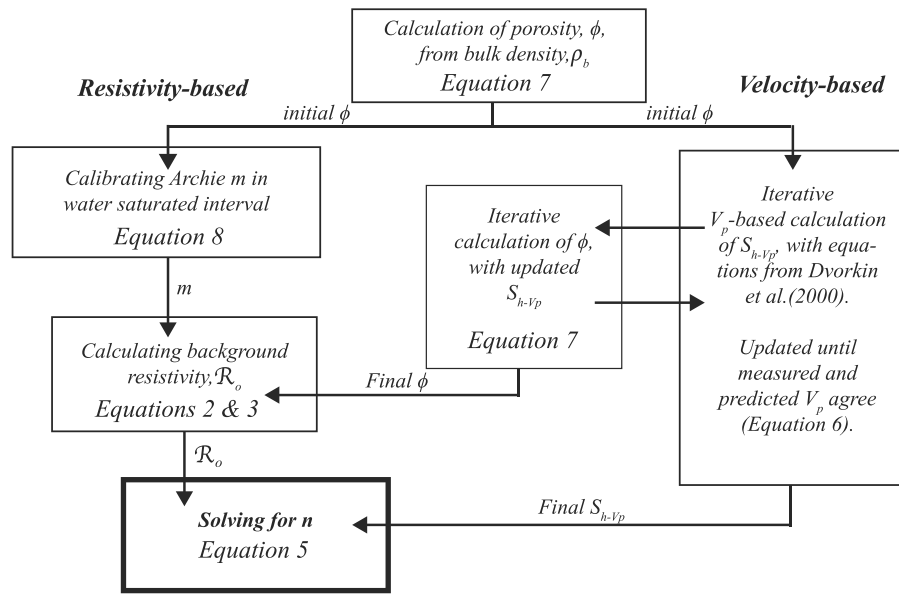 Calculation of porosity, ϕ,
from bulk density,ρb
Equation 7
Resistivity-based
Velocity-based
initial ϕ
initial ϕ
Calibrating Archie m in
water saturated interval
Equation 8
m
Calculating background
resistivity,Ro
Equations 2 & 3
Ro
Iterative
calculation of ϕ,
with updated
Sh-Vp
Equation 7
Final ϕ
Iterative
Vp-based calculation
of Sh-Vp, with equa-
tions from Dvorkin
et al.(2000).
Updated until
measured and
predicted Vp agree
(Equation 6).
Final Sh-Vp
Solving for n
Equation 5